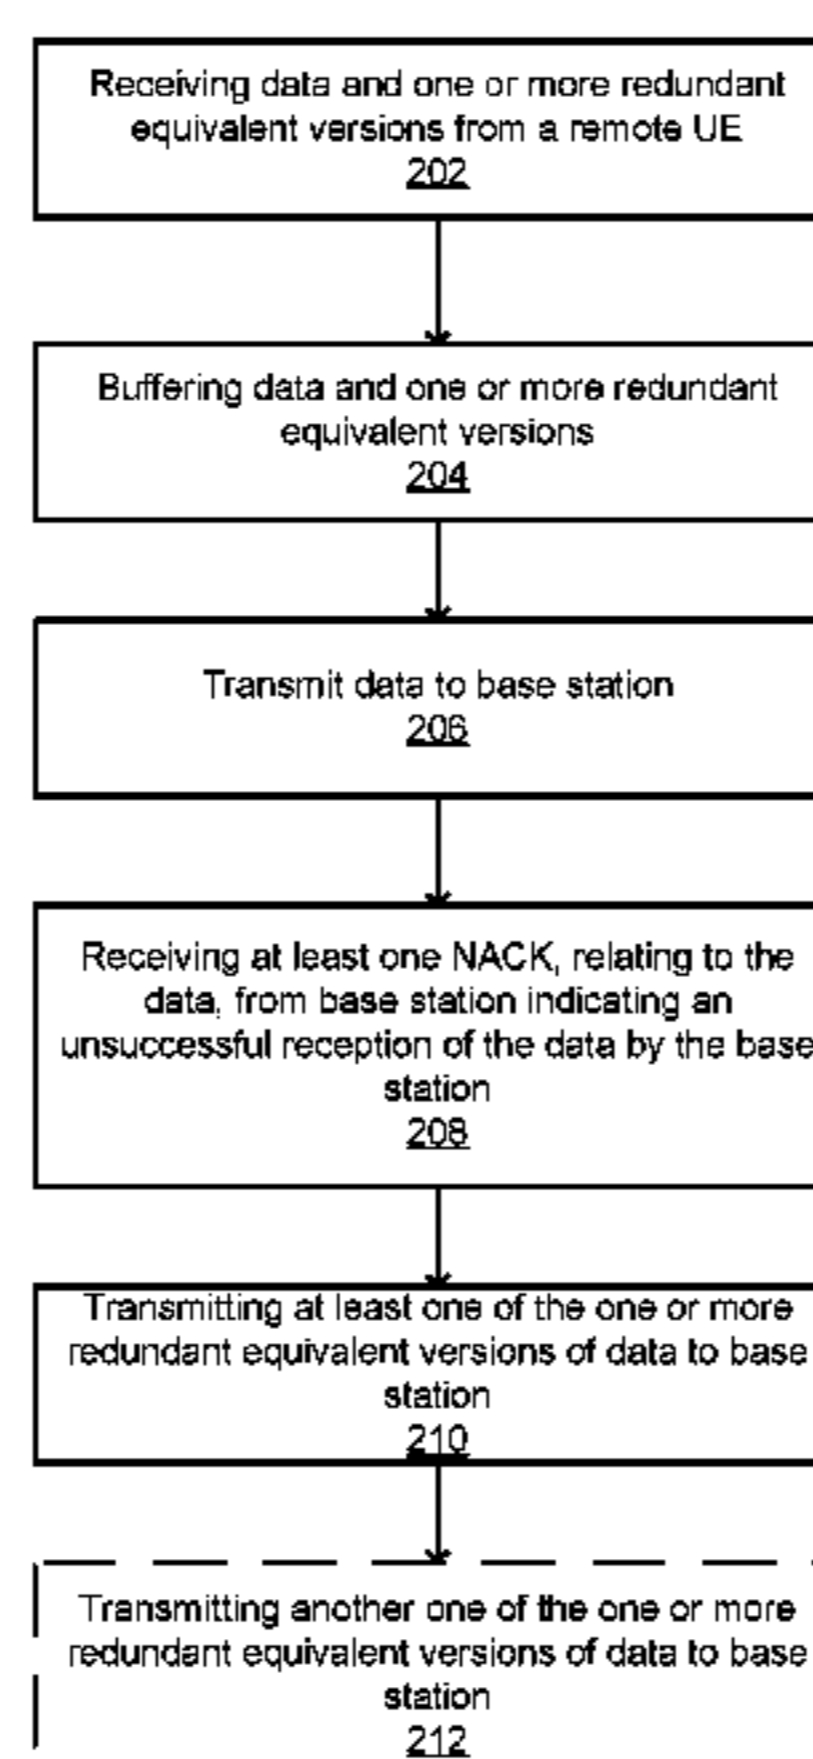 Receiving data and one or more redundant
equivalent versions from a remote UE
202
Buffering data and one or more redundant
equivalent versions
204
Transmit data to base station
206
Receiving at least one NACK, relating to the
data, from base station indicating an
unsuccessful reception of the data by the base
station
208
Transmitting at least one of the one or more
redundant equivalent versions of data to base
station
210
Transmitting another one of the one or more
redundant equivalent versions of data to base
station
212